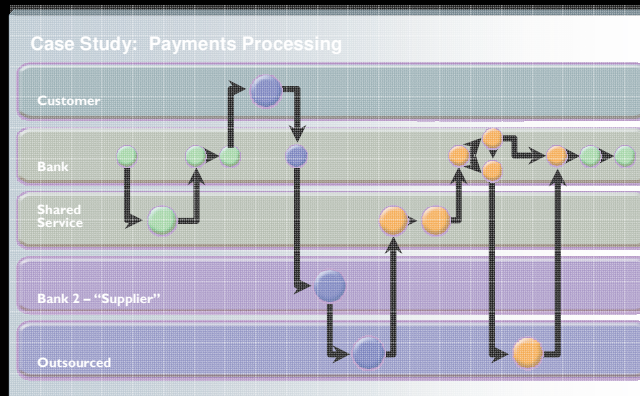 Case Study:  Payments Processing
Customer
Bank
Shared
Service
Bank 2 – “Supplier”
Outsourced